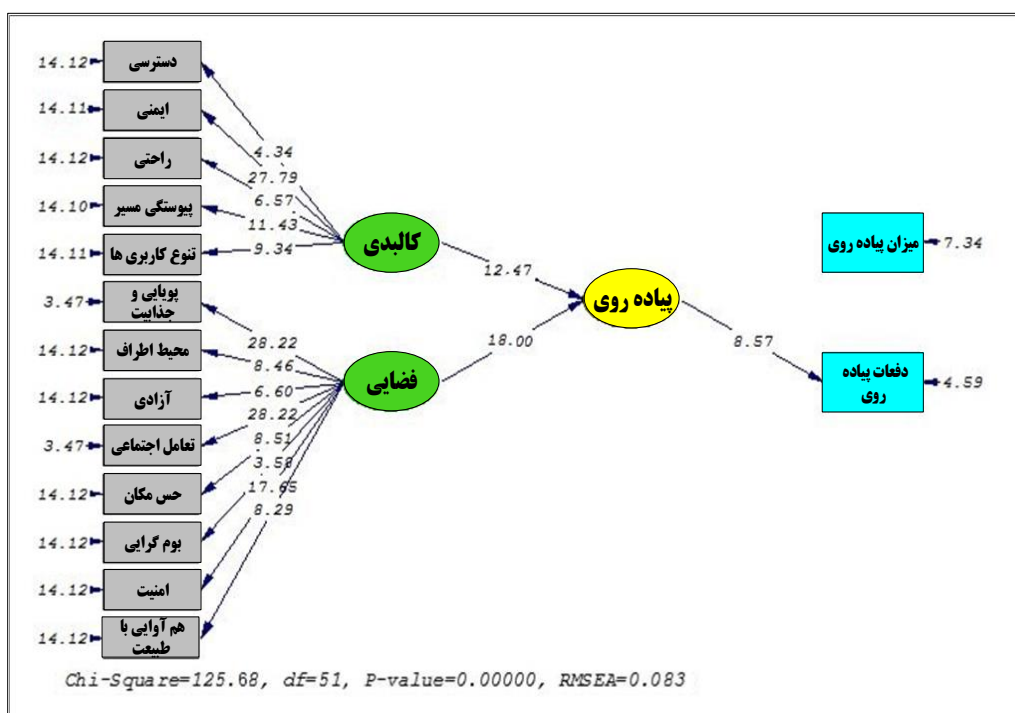 14.12
دسترسی
14.11
ایمنی
14.12
راحتی
14.10
پیوستگی مسیر
14.11
تنوع کاربری ها
3.47
پویایی و
جذابیت
14.12
محیط اطراف
14.12
آزادی
3.47
تعامل اجتماعی
14.12
حس مکان
14.12
بوم گرایی
14.12
امنیت
14.12
هم آوایی با
طبیعت
4.34
27.79
6.57
11.43
9.34
28.22
8.46
6.60
28.22
8.51
3.58
17.65
8.29
کالبدی
فضایی
12.47
18.00
پیاده روی
8.57
میزان پیاده روی
7.34
دفعات پیاده
روی
4.59
Chi-Square=125.68, df=51, P-value=0.00000, RMSEA=0.083